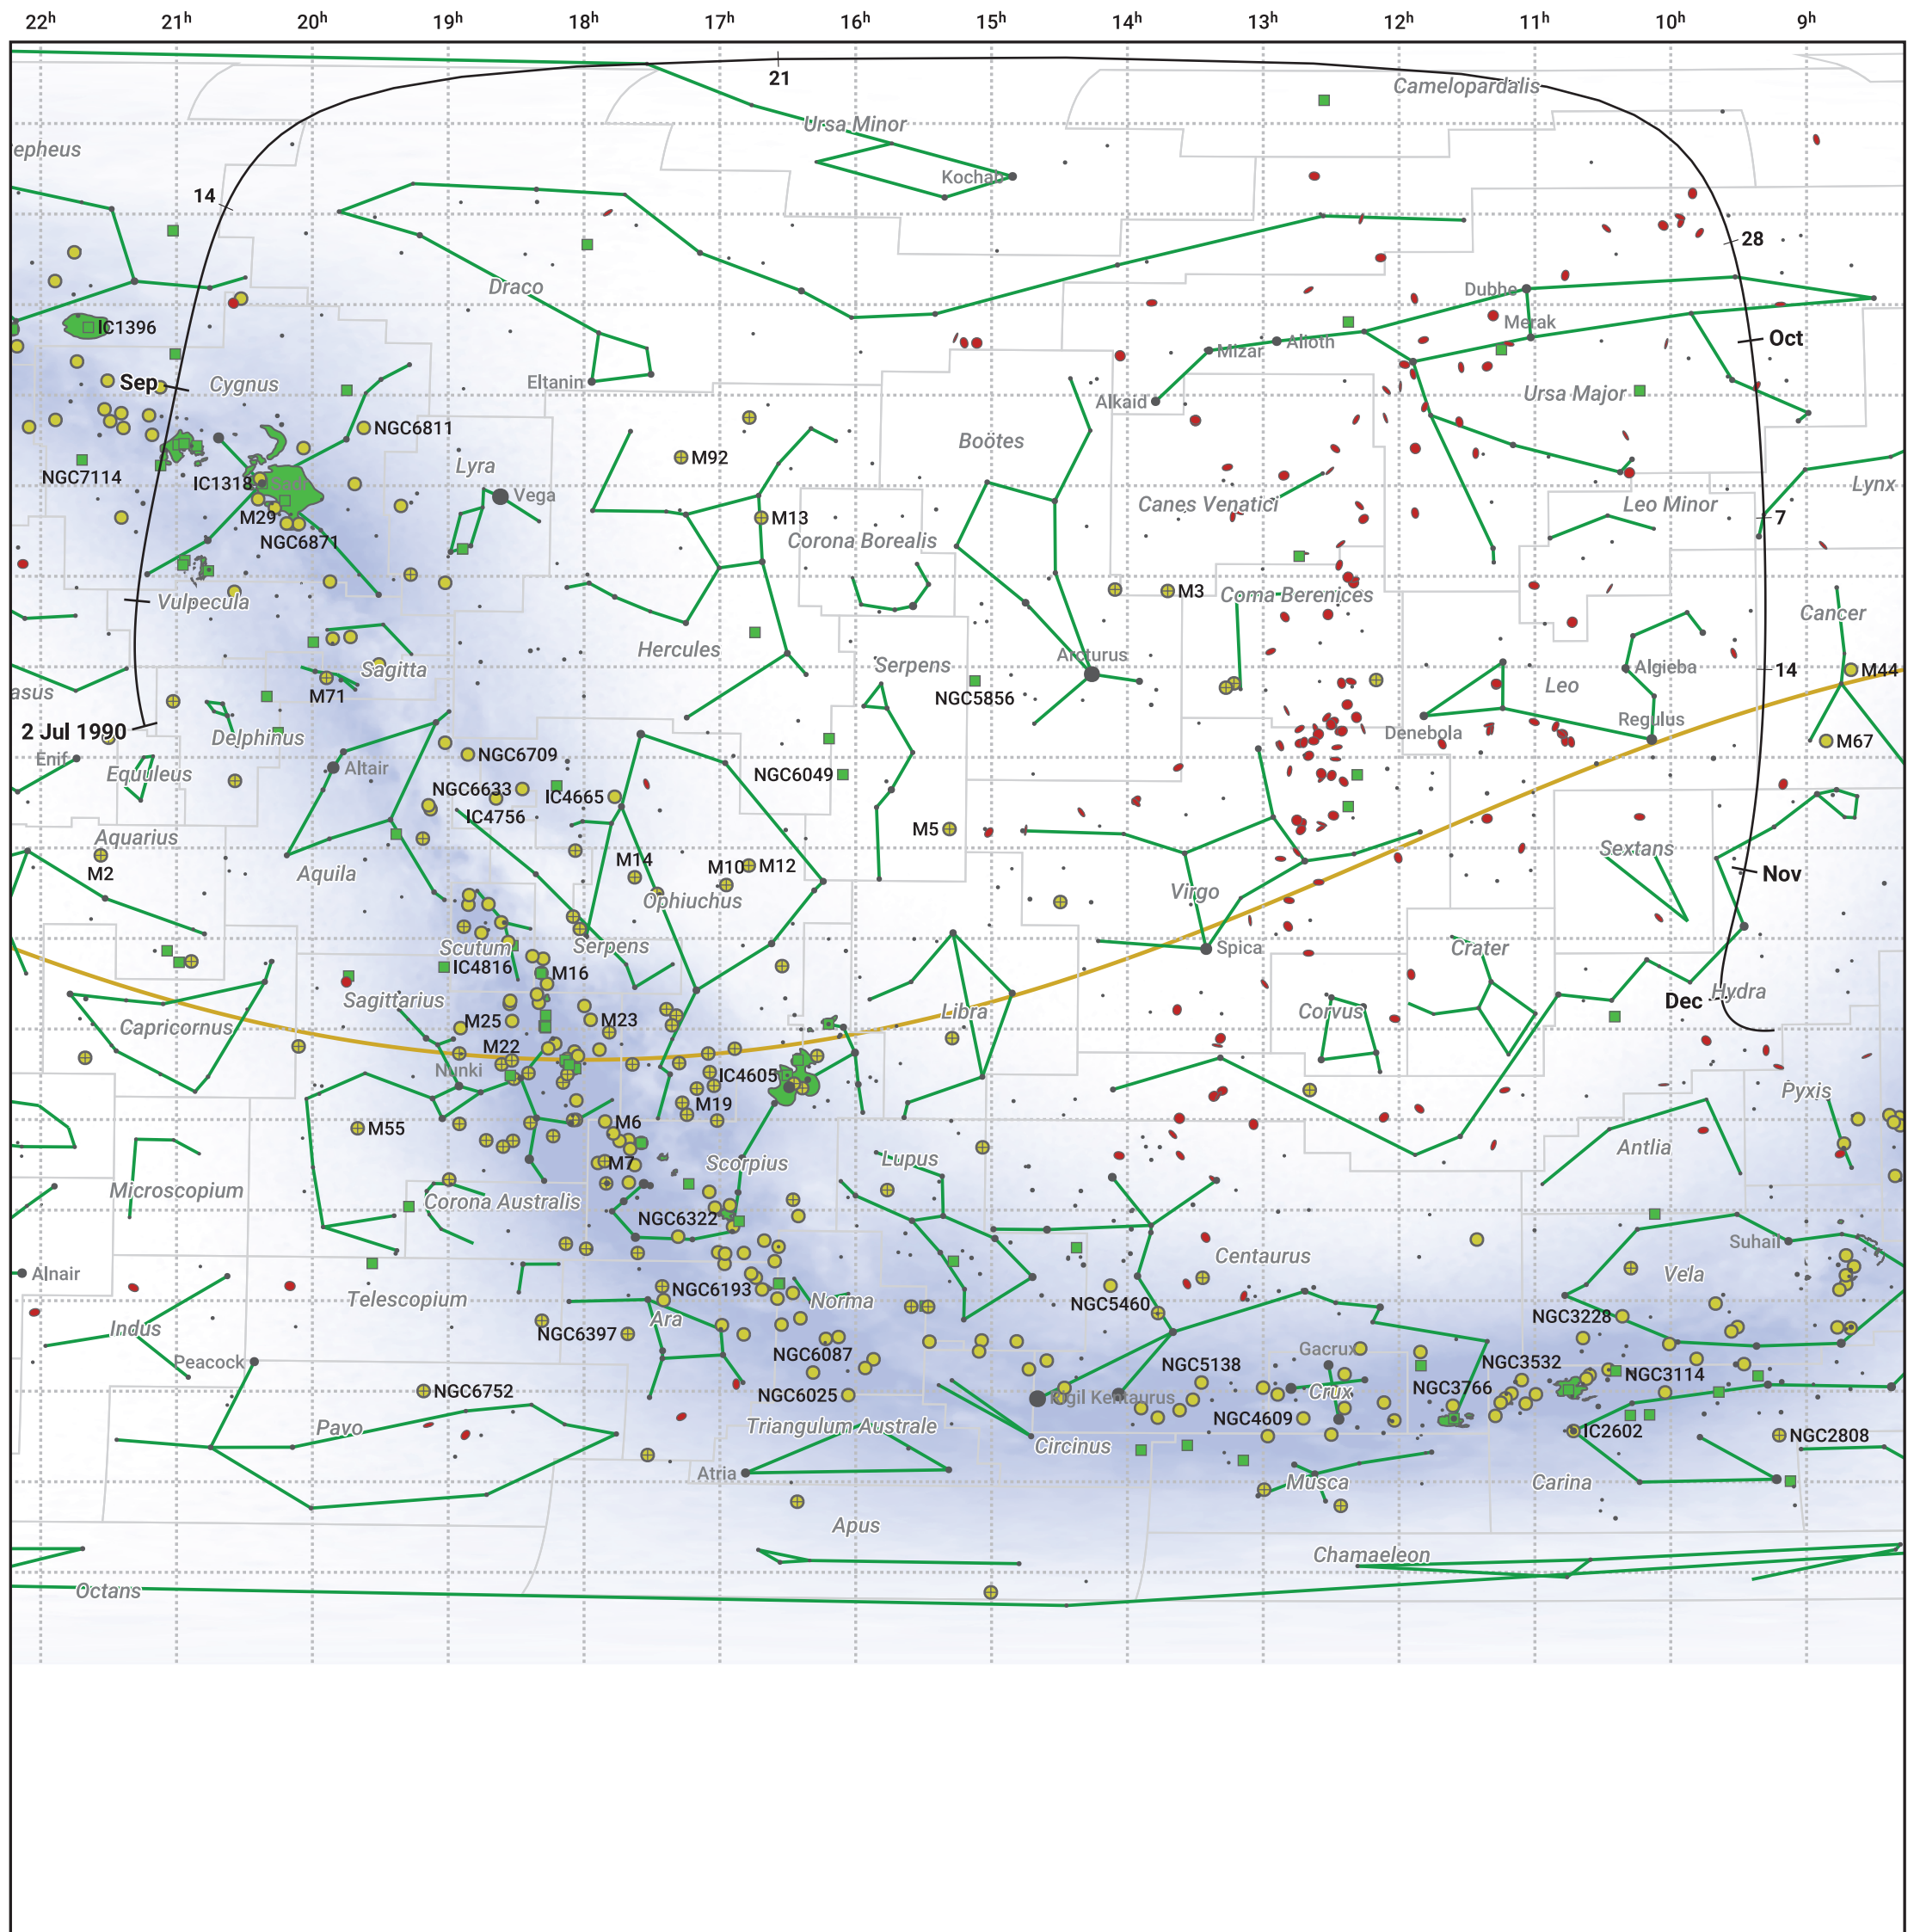 22h 21h 20h 19h 18h 17h 16h 15h 14h 13h 12h 11h 10h 9h
21
Camelopardalis
Ursa Minor
epheus
Kochab
14
28
Draco
Dubhe
IC1396
Merak
Oct
Mizar
Alioth
Sep
Cygnus
Eltanin
Ursa Major
Alkaid
NGC6811
Boötes
M92
Lyra
NGC7114
IC1318
Sadr
Lynx
Vega
Canes Venatici
Leo Minor
M29
M13
7
NGC6871
Corona Borealis
M3
Coma Berenices
Vulpecula
Cancer
Hercules
Arcturus
Serpens
Sagitta
Algieba
M44
14
asus
M71
NGC5856
Leo
Regulus
2 Jul 1990
Delphinus
Denebola
M67
Enif
NGC6709
Altair
Equuleus
NGC6049
NGC6633
IC4665
IC4756
M5
Aquarius
Sextans
M14
M10
M12
M2
Aquila
Nov
Ophiuchus
Virgo
Scutum
Serpens
Spica
Crater
IC4816
M16
Hydra
Sagittarius
Dec
Libra
Corvus
Capricornus
M25
M23
M22
Nunki
IC4605
Pyxis
M19
M55
M6
Antlia
M7
Scorpius
Lupus
Microscopium
Corona Australis
NGC6322
Suhail
Centaurus
Alnair
Vela
NGC6193
Telescopium
Norma
NGC5460
NGC3228
Ara
Indus
NGC6397
NGC6087
Gacrux
Peacock
NGC5138
NGC3532
NGC3114
NGC6752
NGC6025
Rigil Kentaurus
Crux
NGC3766
NGC4609
Pavo
Triangulum Australe
IC2602
NGC2808
Circinus
Atria
Musca
Carina
Apus
Chamaeleon
Octans